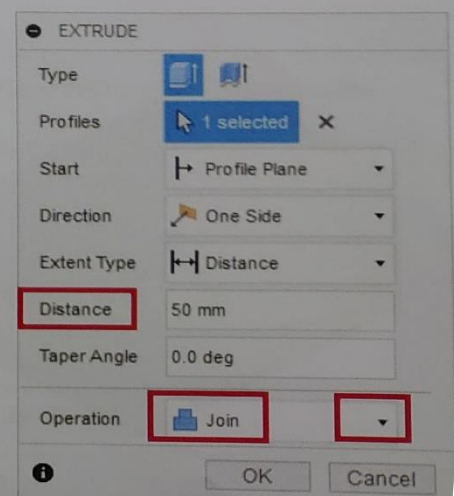 EXTRUDE
Type
Profiles 1 selected
Start Profile Plane
Direction One Side
Extent Type Distance
Distance 50 mm
Taper Angle 0.0 deg
Operation Join
OK Cancel